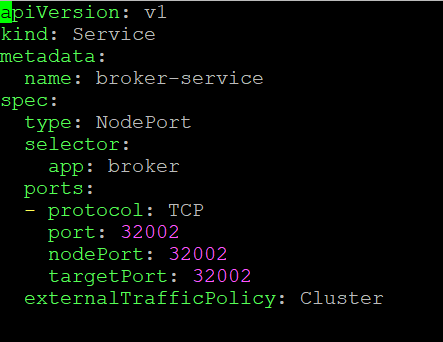 apiVersion: v1
kind: Service
metadata:
  name: broker-service
spec:
  type: NodePort
  selector:
    app: broker
  ports:
  - protocol: TCP
    port: 32002
    nodePort: 32002
    targetPort: 32002
  externalTrafficPolicy: Cluster